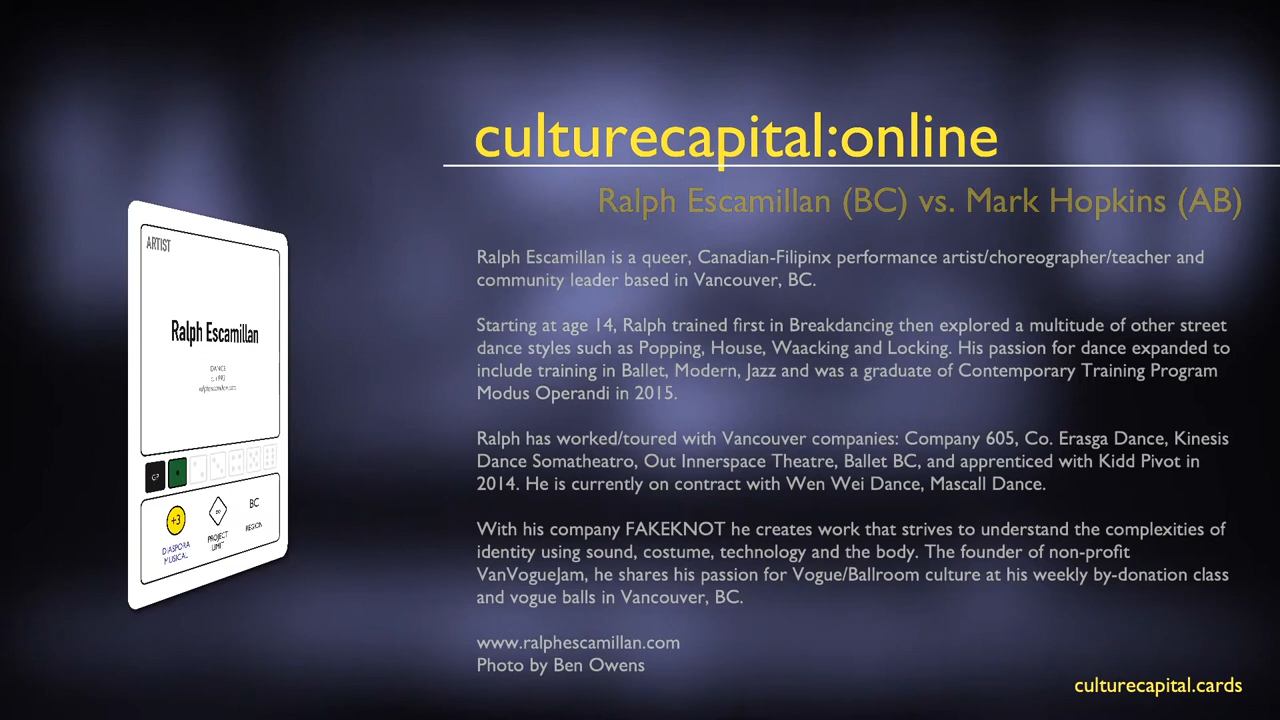 culturecapital:online
Ralph Escamillan (BC) vs. Mark Hopkins (AB)
Ralph Escamillan is a queer, Canadian-Filipinx performance artist/choreographer/teacher and
community leader based in Vancouver, BC.
Starting at age 14, Ralph trained first in Breakdancing then explored a multitude of other street
dance styles such as Popping, House, Waacking and Locking. His passion for dance expanded to
include training in Ballet, Modern, Jazz and was a graduate of Contemporary Training Program
Modus Operandi in 2015.
Ralph has worked/toured with Vancouver companies: Company 605, Co. Erasga Dance, Kinesis
Dance Somatheatro, Out Innerspace Theatre, Ballet BC, and apprenticed with Kidd Pivot in
2014. He is currently on contract with Wen Wei Dance, Mascall Dance.
With his company FAKEKNOT he creates work that strives to understand the complexities of
identity using sound, costume, technology and the body. The founder of non-profit
VanVogueJam, he shares his passion for Vogue/Ballroom culture at his weekly by-donation class
and vogue balls in Vancouver, BC.
www.ralphescamillan.com
Photo by Ben Owens
culturecapital.cards
ARTIST
Ralph Escamillan
DANCE
+3
DIASPORA
MUSICAL
PROJECT
LIMIT
BC
REGION